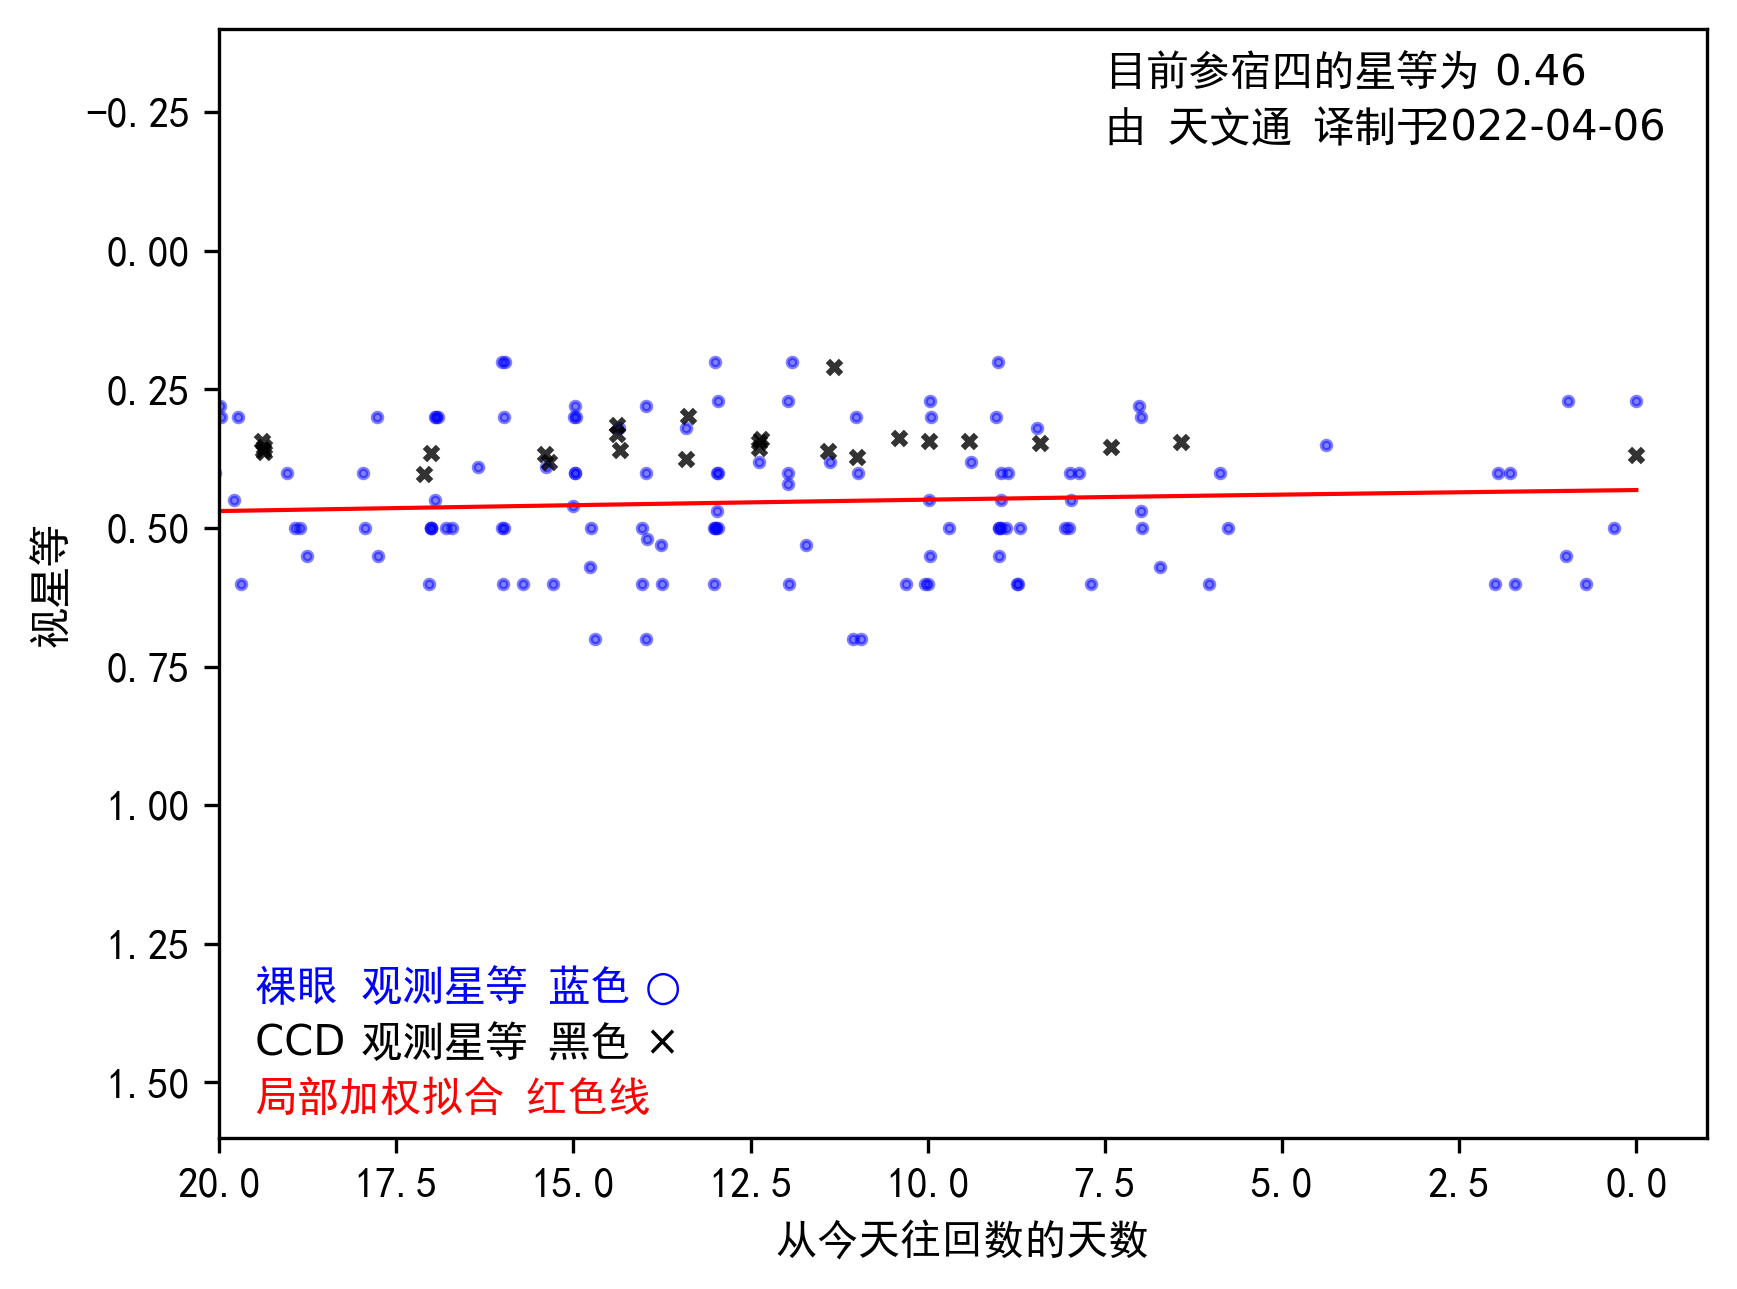 目前参宿四的星等为 0.46
由 天文通 译制于2022-04-06
−0.25
0.00
0.25
0.50
0.75
1.00
1.25
1.50
视星等
裸眼 观测星等 蓝色 ○
CCD 观测星等 黑色 ×
局部加权拟合 红色线
20.0 17.5 15.0 12.5 10.0 7.5 5.0 2.5 0.0
从今天往回数的天数